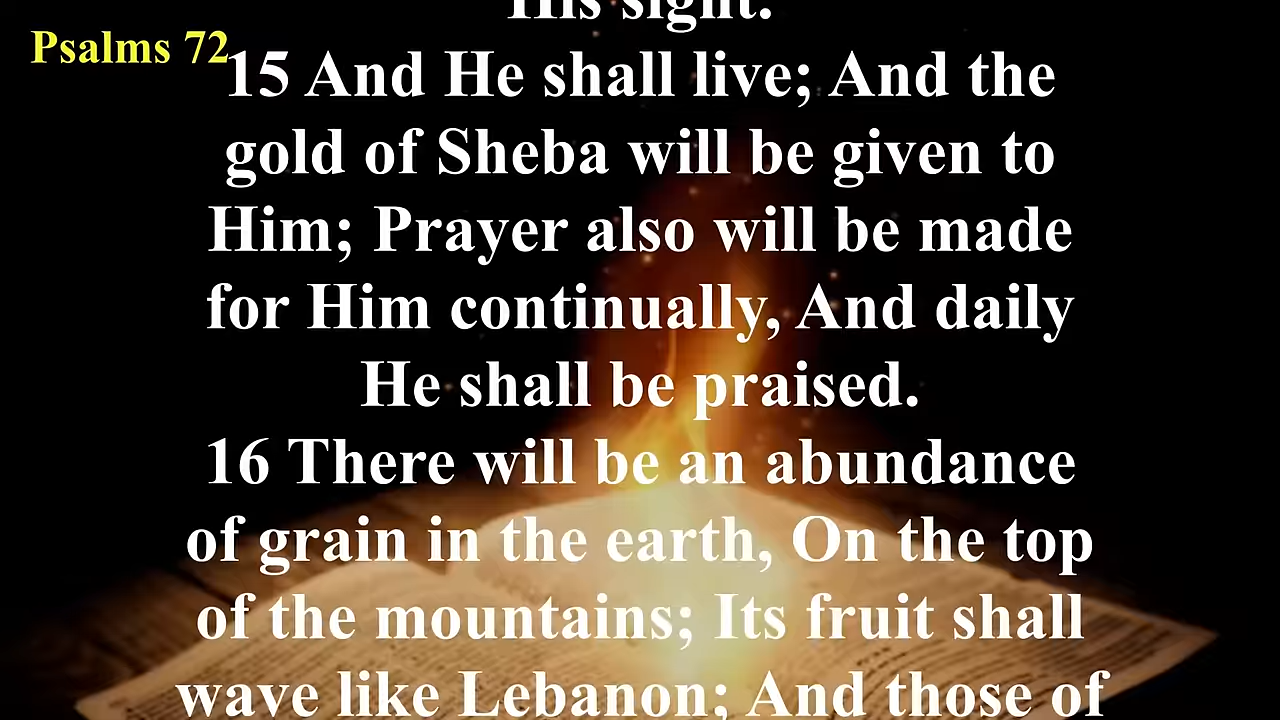 His sight.
Psalms 72
15 And He shall live; And the
gold of Sheba will be given to
Him; Prayer also will be made
for Him continually, And daily
He shall be praised.
16 There will be an abundance
of grain in the earth, On the top
of the mountains; Its fruit shall
wave like Lebanon; And those of